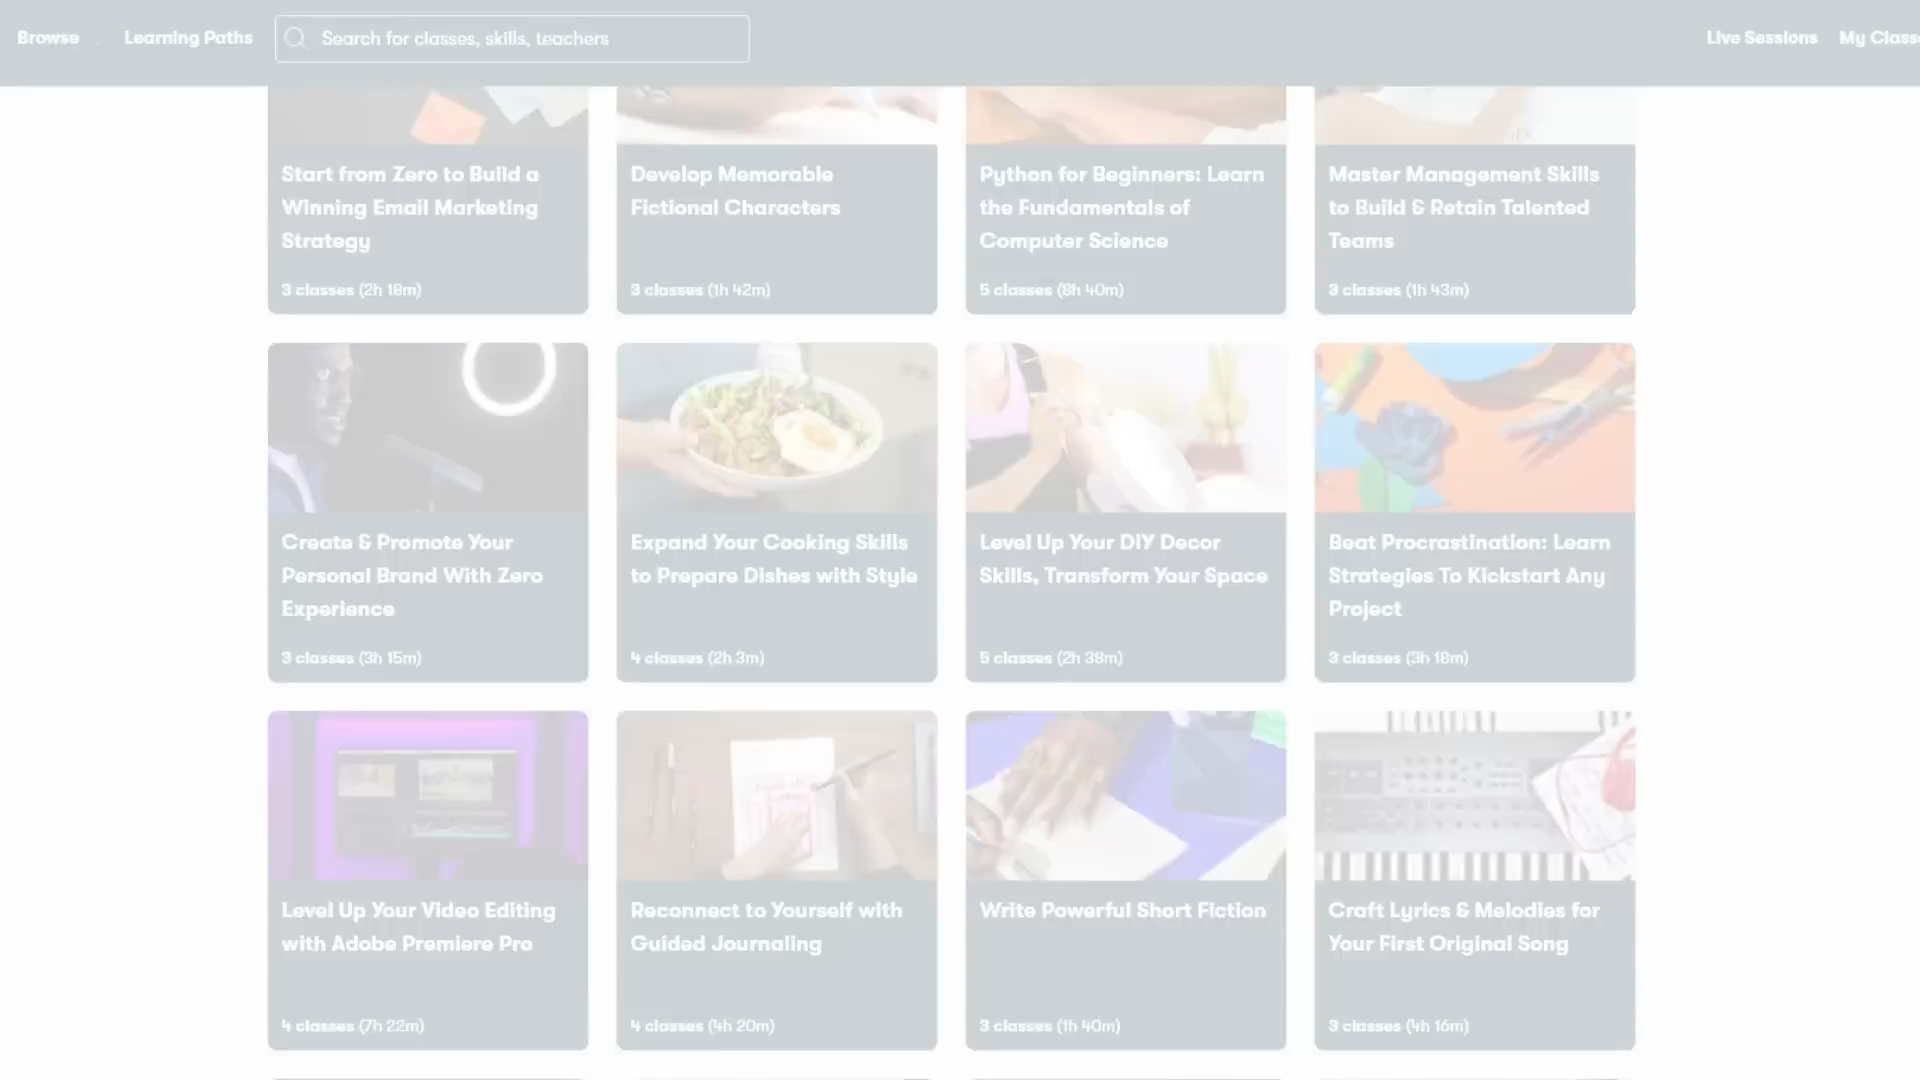 Browse
Learning Paths
Search for classes, skills, teachers
Live Sessions
My Class
Start from Zero to Build a
Winning Email Marketing
Strategy
3 classes (2h 18m)
Develop Memorable
Fictional Characters
3 classes (1h 42m)
Python for Beginners: Learn
the Fundamentals of
Computer Science
5 classes (8h 40m)
Master Management Skills
to Build & Retain Talented
Teams
3 classes (1h 43m)
Create & Promote Your
Personal Brand With Zero
Experience
3 classes (3h 15m)
Expand Your Cooking Skills
to Prepare Dishes with Style
4 classes (2h 3m)
Level Up Your DIY Decor
Skills, Transform Your Space
5 classes (2h 38m)
Beat Procrastination: Learn
Strategies To Kickstart Any
Project
3 classes (3h 18m)
Level Up Your Video Editing
with Adobe Premiere Pro
4 classes (7h 22m)
Reconnect to Yourself with
Guided Journaling
4 classes (4h 20m)
Write Powerful Short Fiction
3 classes (1h 40m)
Craft Lyrics & Melodies for
Your First Original Song
3 classes (4h 16m)